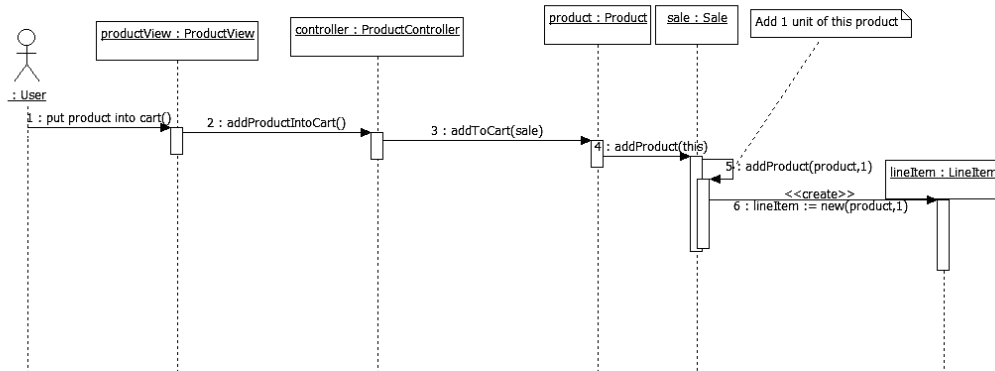 product : Product
sale : Sale
Add 1 unit of this product
productView : ProductView
controller : ProductController
: User
1 : put product into cart()
2 : addProductIntoCart()
3 : addToCart(sale)
4 : addProduct(this)
5 : addProduct(product,1)
lineItem : LineItem
<<create>>
6 : lineItem := new(product,1)